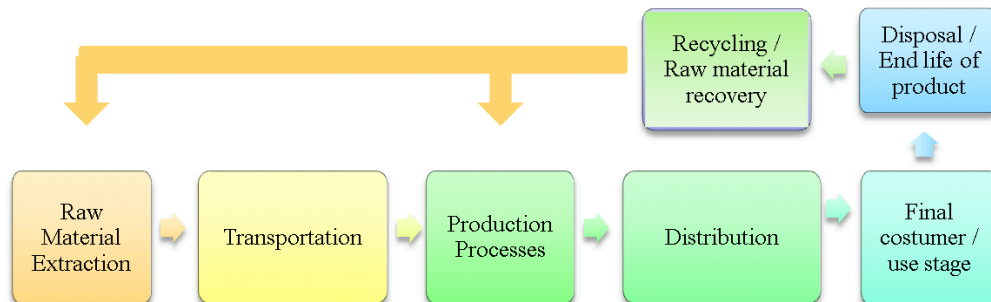 Recycling /
Raw material
recovery
Disposal /
End life of
product
Raw
Material
Extraction
Transportation
Production
Processes
Distribution
Final
costumer /
use stage